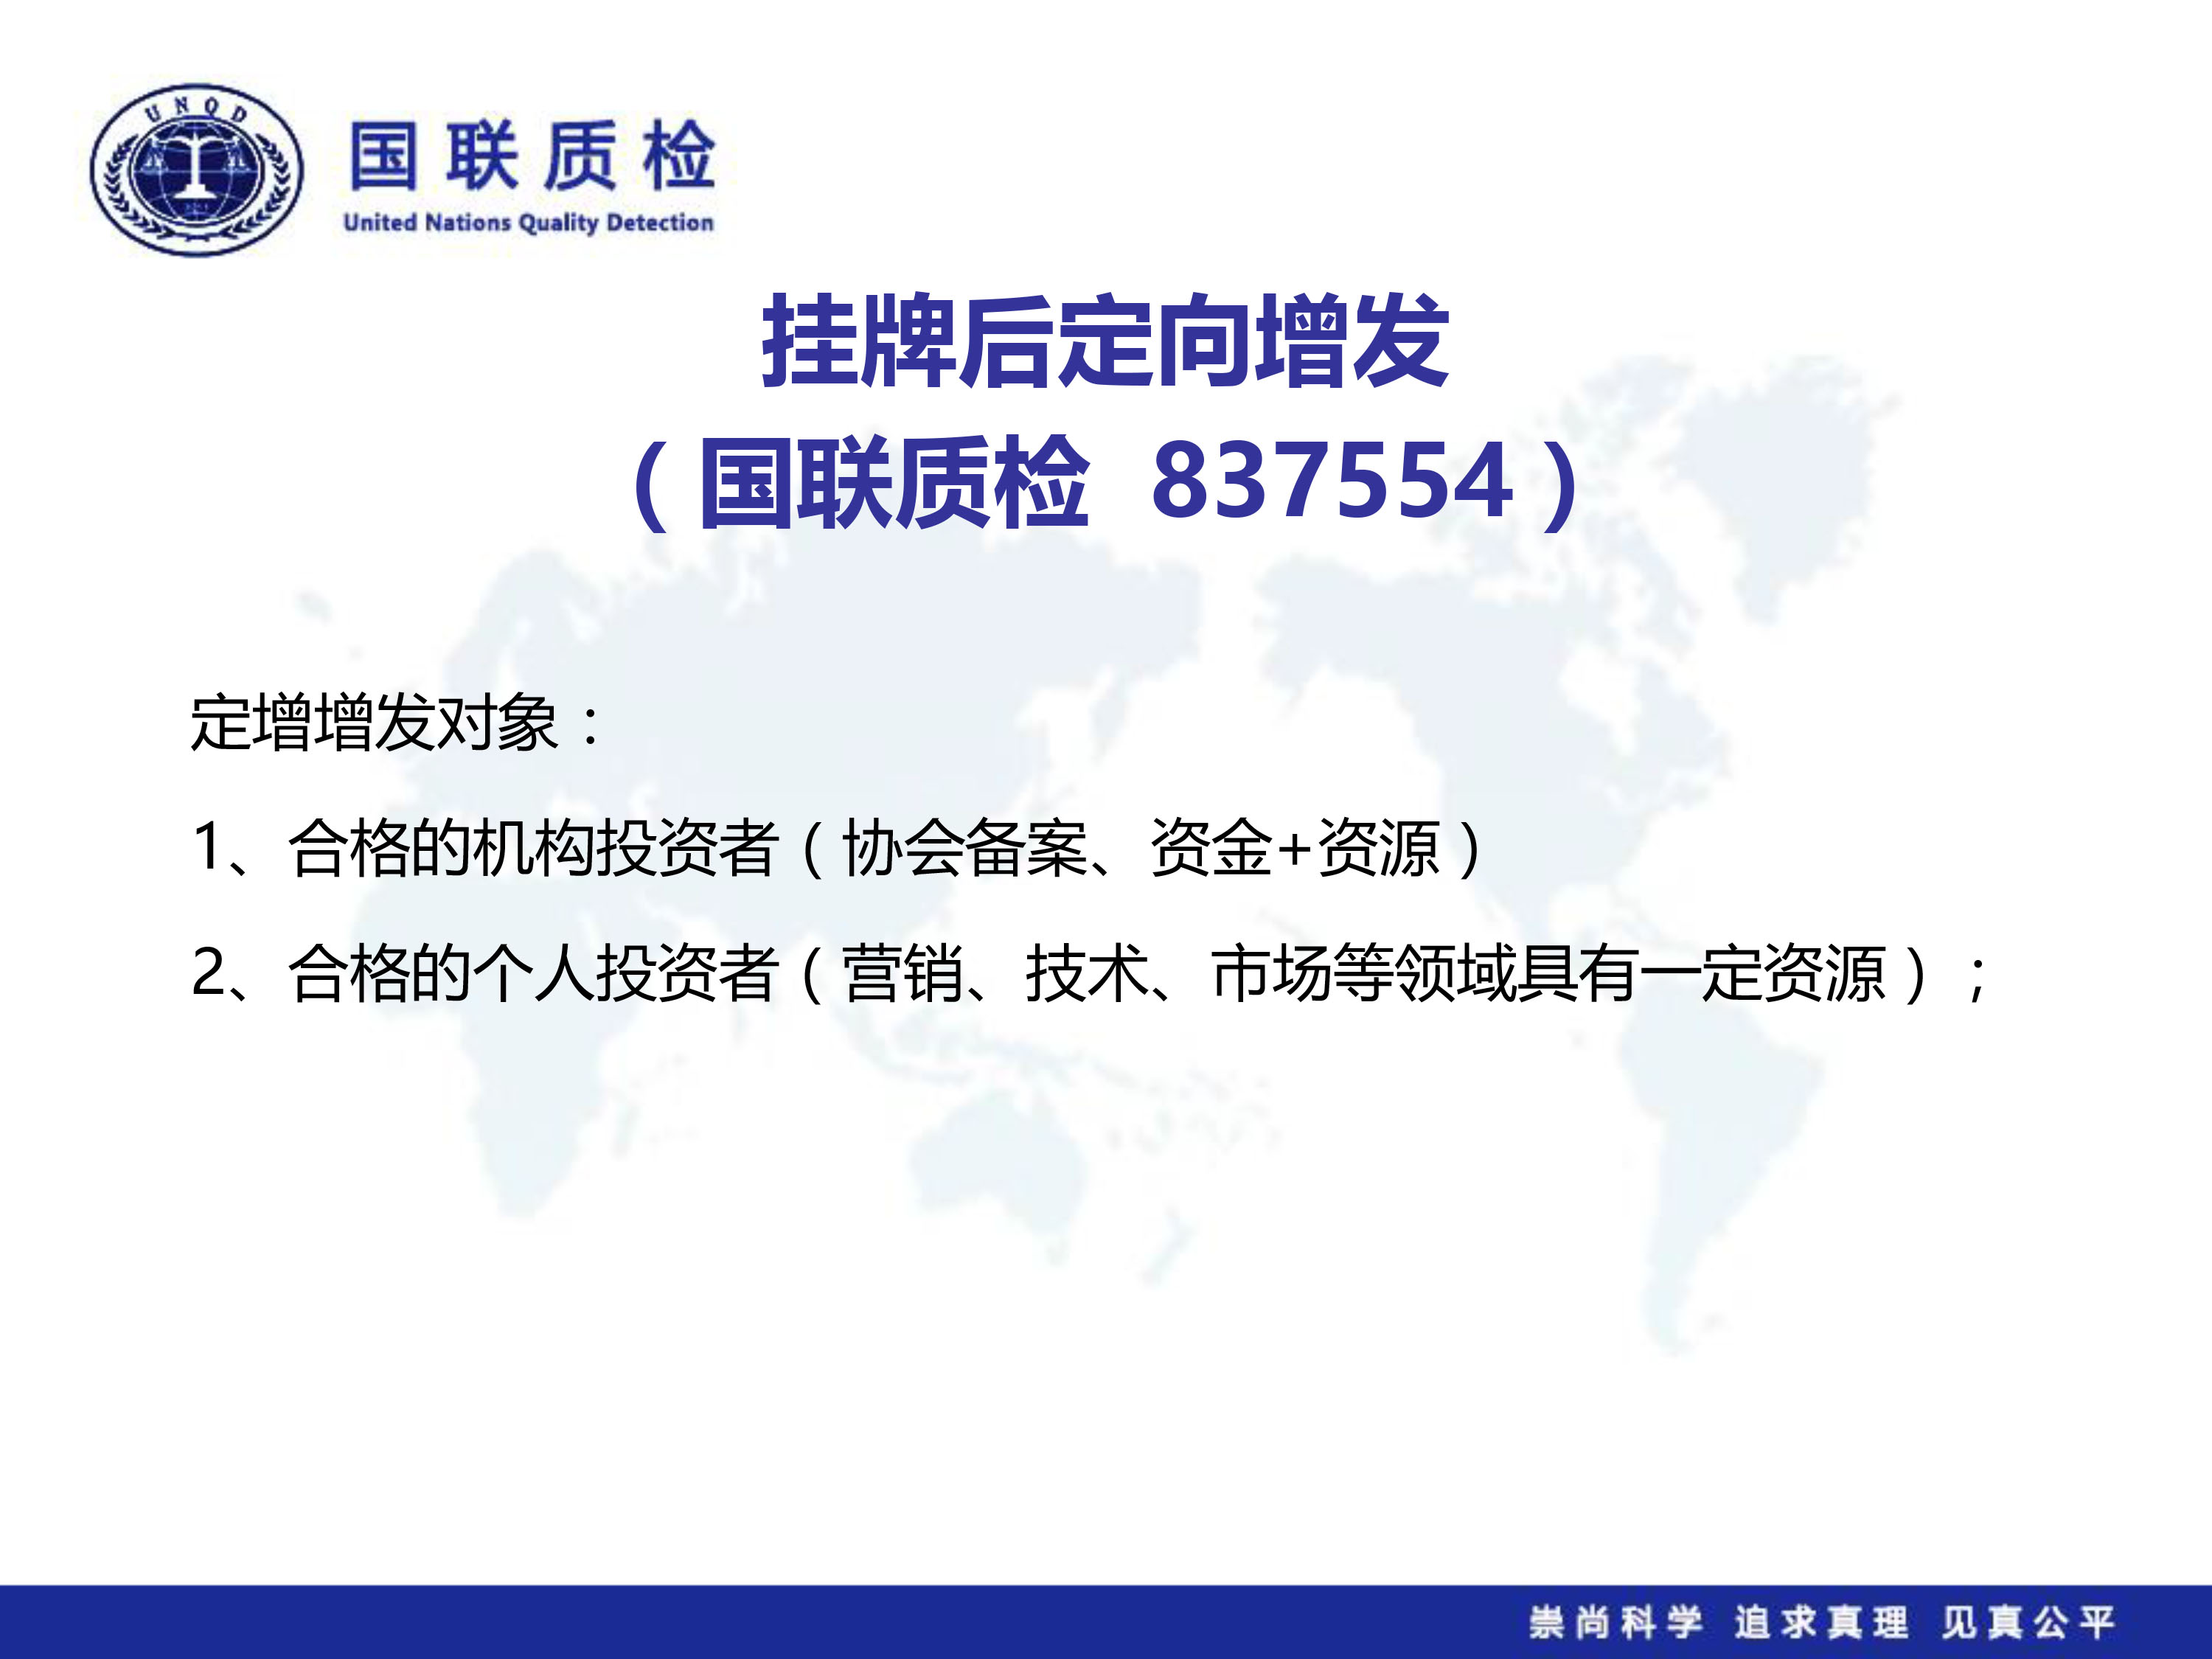 UNQD
国联质检
United Nations Quality Detection
挂牌后定向增发
（国联质检 837554）
定增增发对象：
1、合格的机构投资者（协会备案、资金+资源）
2、合格的个人投资者（营销、技术、市场等领域具有一定资源）；
崇尚科学 追求真理 见真公平